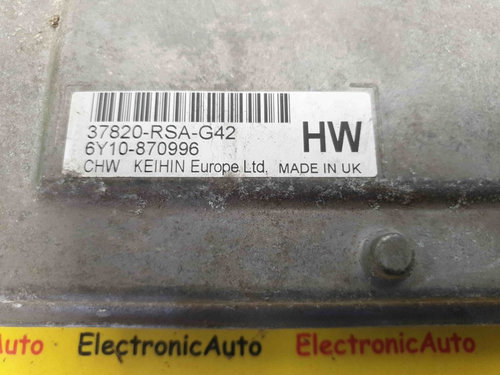 37820-RSA-G42
HW
6Y10-870996
CHW KEIHIN Europe Ltd, MADE IN UK
Auto ElectronicAuto ElectronicAuto